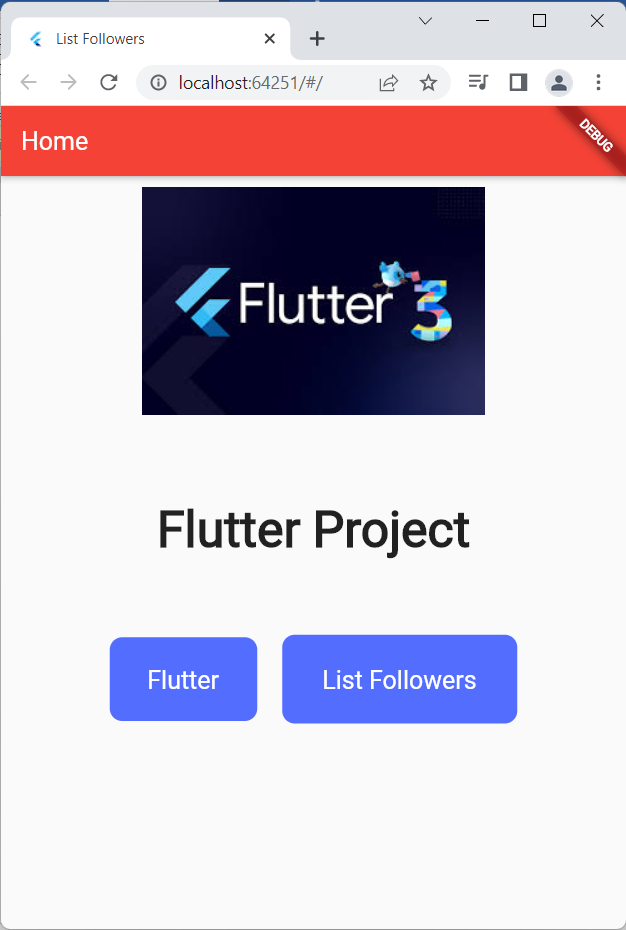 List Followers
localhost:64251/#/
Home
DEBUG
Flutter 3
Flutter Project
Flutter
List Followers